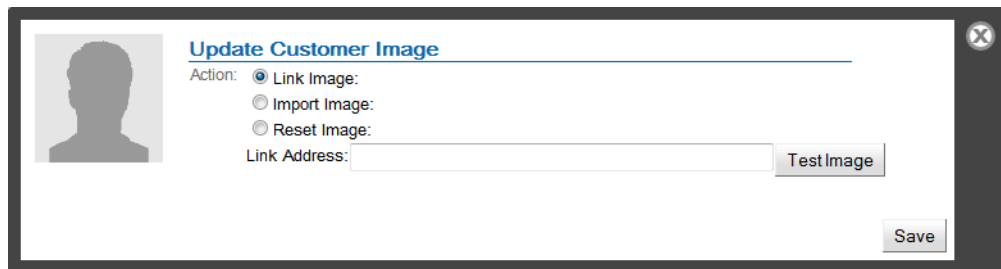 Update Customer Image
Action: Link Image:
Import Image:
Reset Image:
Link Address: Test Image
Save